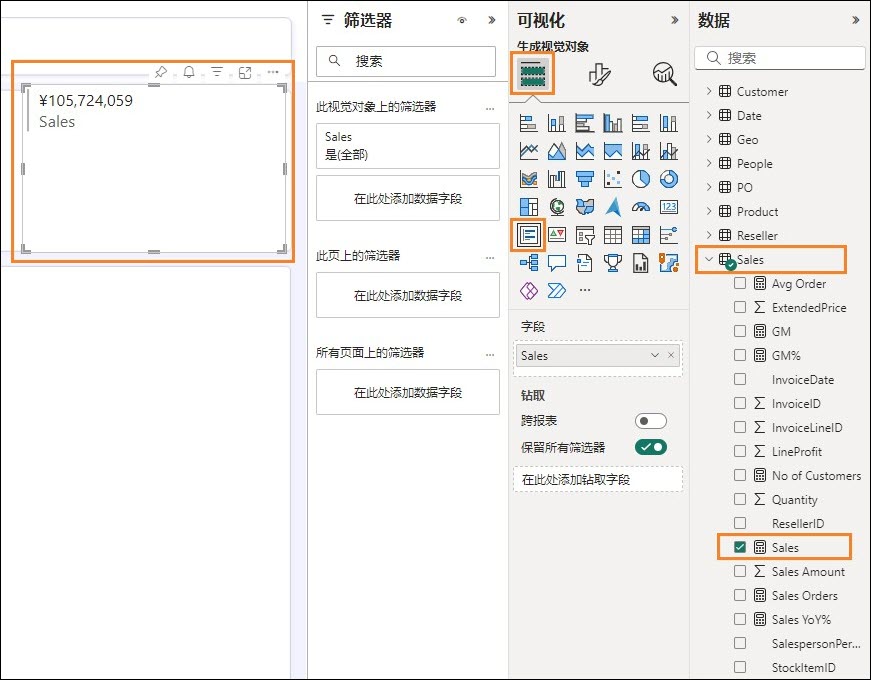 ¥105,724,059
Sales
筛选器
搜索
此视觉对象上的筛选器
Sales
是(全部)
在此处添加数据字段
此页上的筛选器
在此处添加数据字段
所有页面上的筛选器
在此处添加数据字段
可视化
生成视觉对象
123
字段
Sales
钻取
跨报表
保留所有筛选器
在此处添加钻取字段
数据
搜索
Customer
Date
Geo
People
PO
Product
Reseller
Sales
Avg Order
ExtendedPrice
GM
GM%
InvoiceDate
InvoiceID
InvoiceLineID
LineProfit
No of Customers
Quantity
ResellerID
Sales
Sales Amount
Sales Orders
Sales YoY%
SalespersonPer...
StockItemID